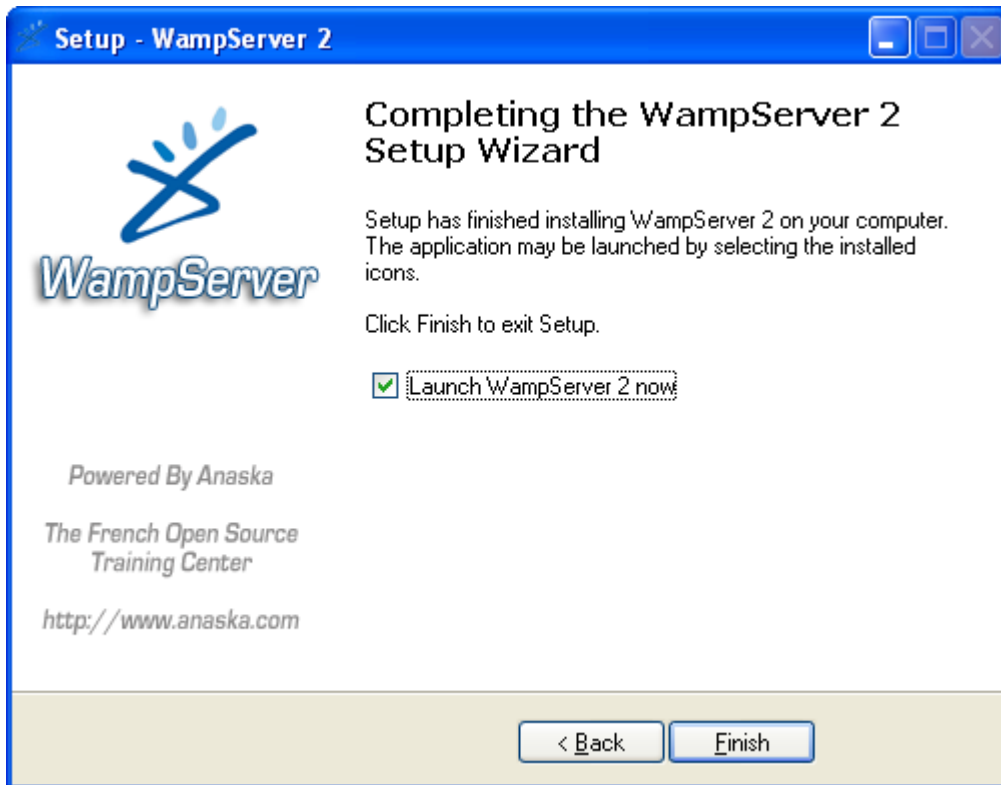 Setup - WampServer 2
WampServer
Completing the WampServer 2
Setup Wizard
Setup has finished installing WampServer 2 on your computer.
The application may be launched by selecting the installed
icons.
Click Finish to exit Setup.
Launch WampServer 2 now
Powered By Anaska
The French Open Source
Training Center
http://www.anaska.com
< Back
Finish